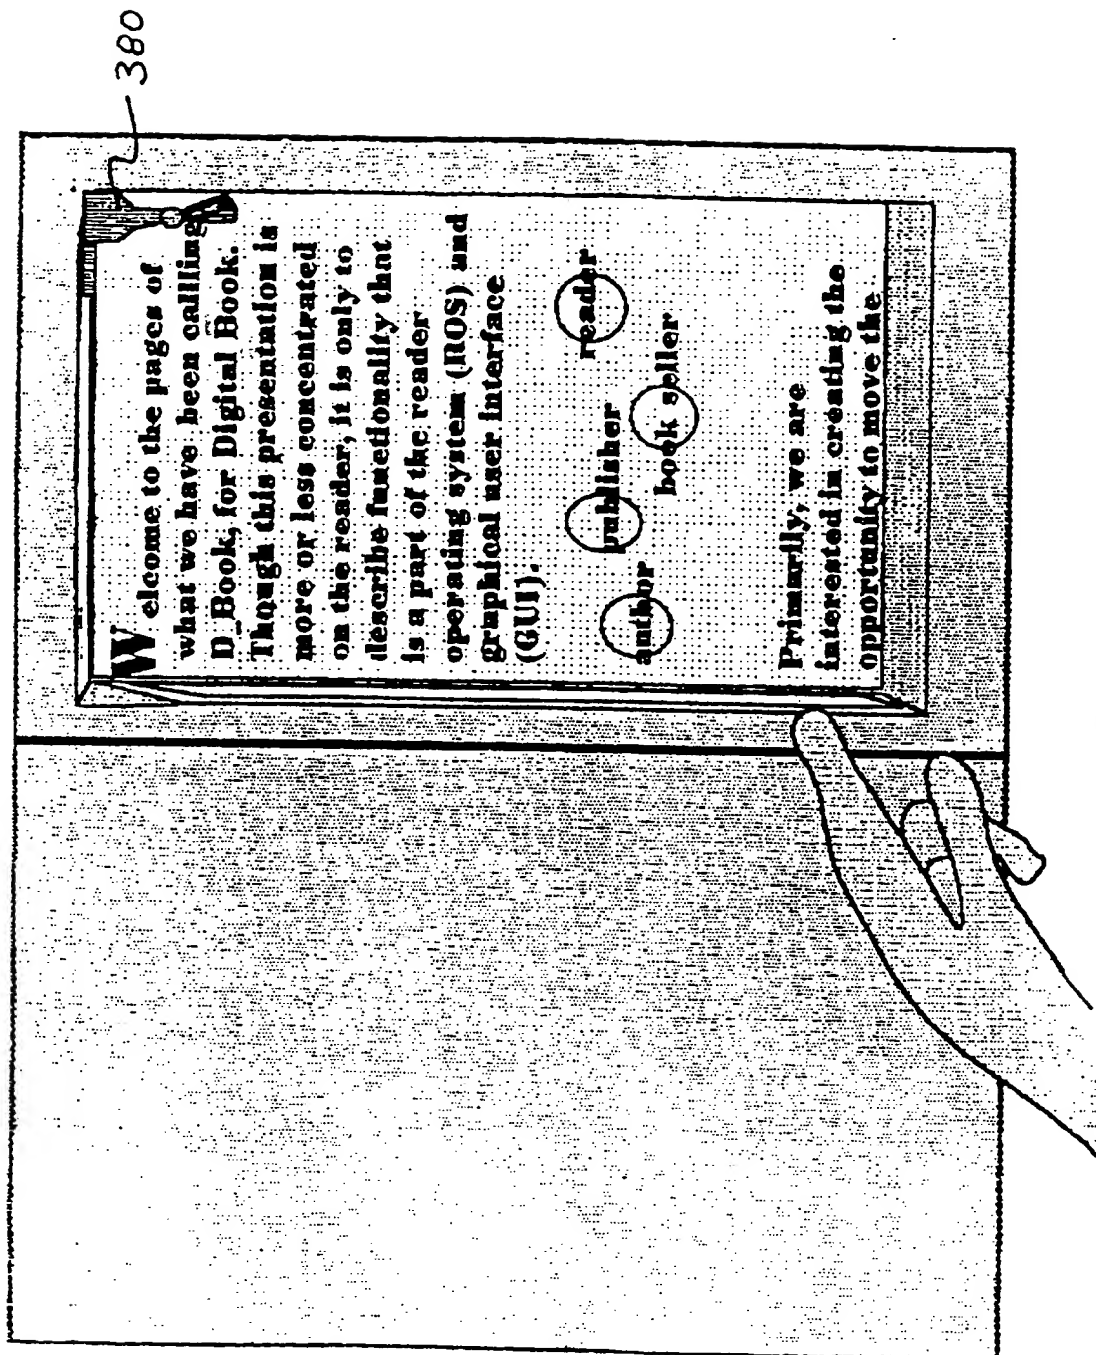 380
Welcome to the pages of
what we have been callling
D_Book, for Digital Book.
Though this presentation is
more or less concentrated
on the reader, it is only to
describe functionality that
is a part of the reader
operating system (ROS) and
graphical user interface
(GUI).
author publisher reader
book seller
Primarily, we are
interested in creating the
opportunity to move the